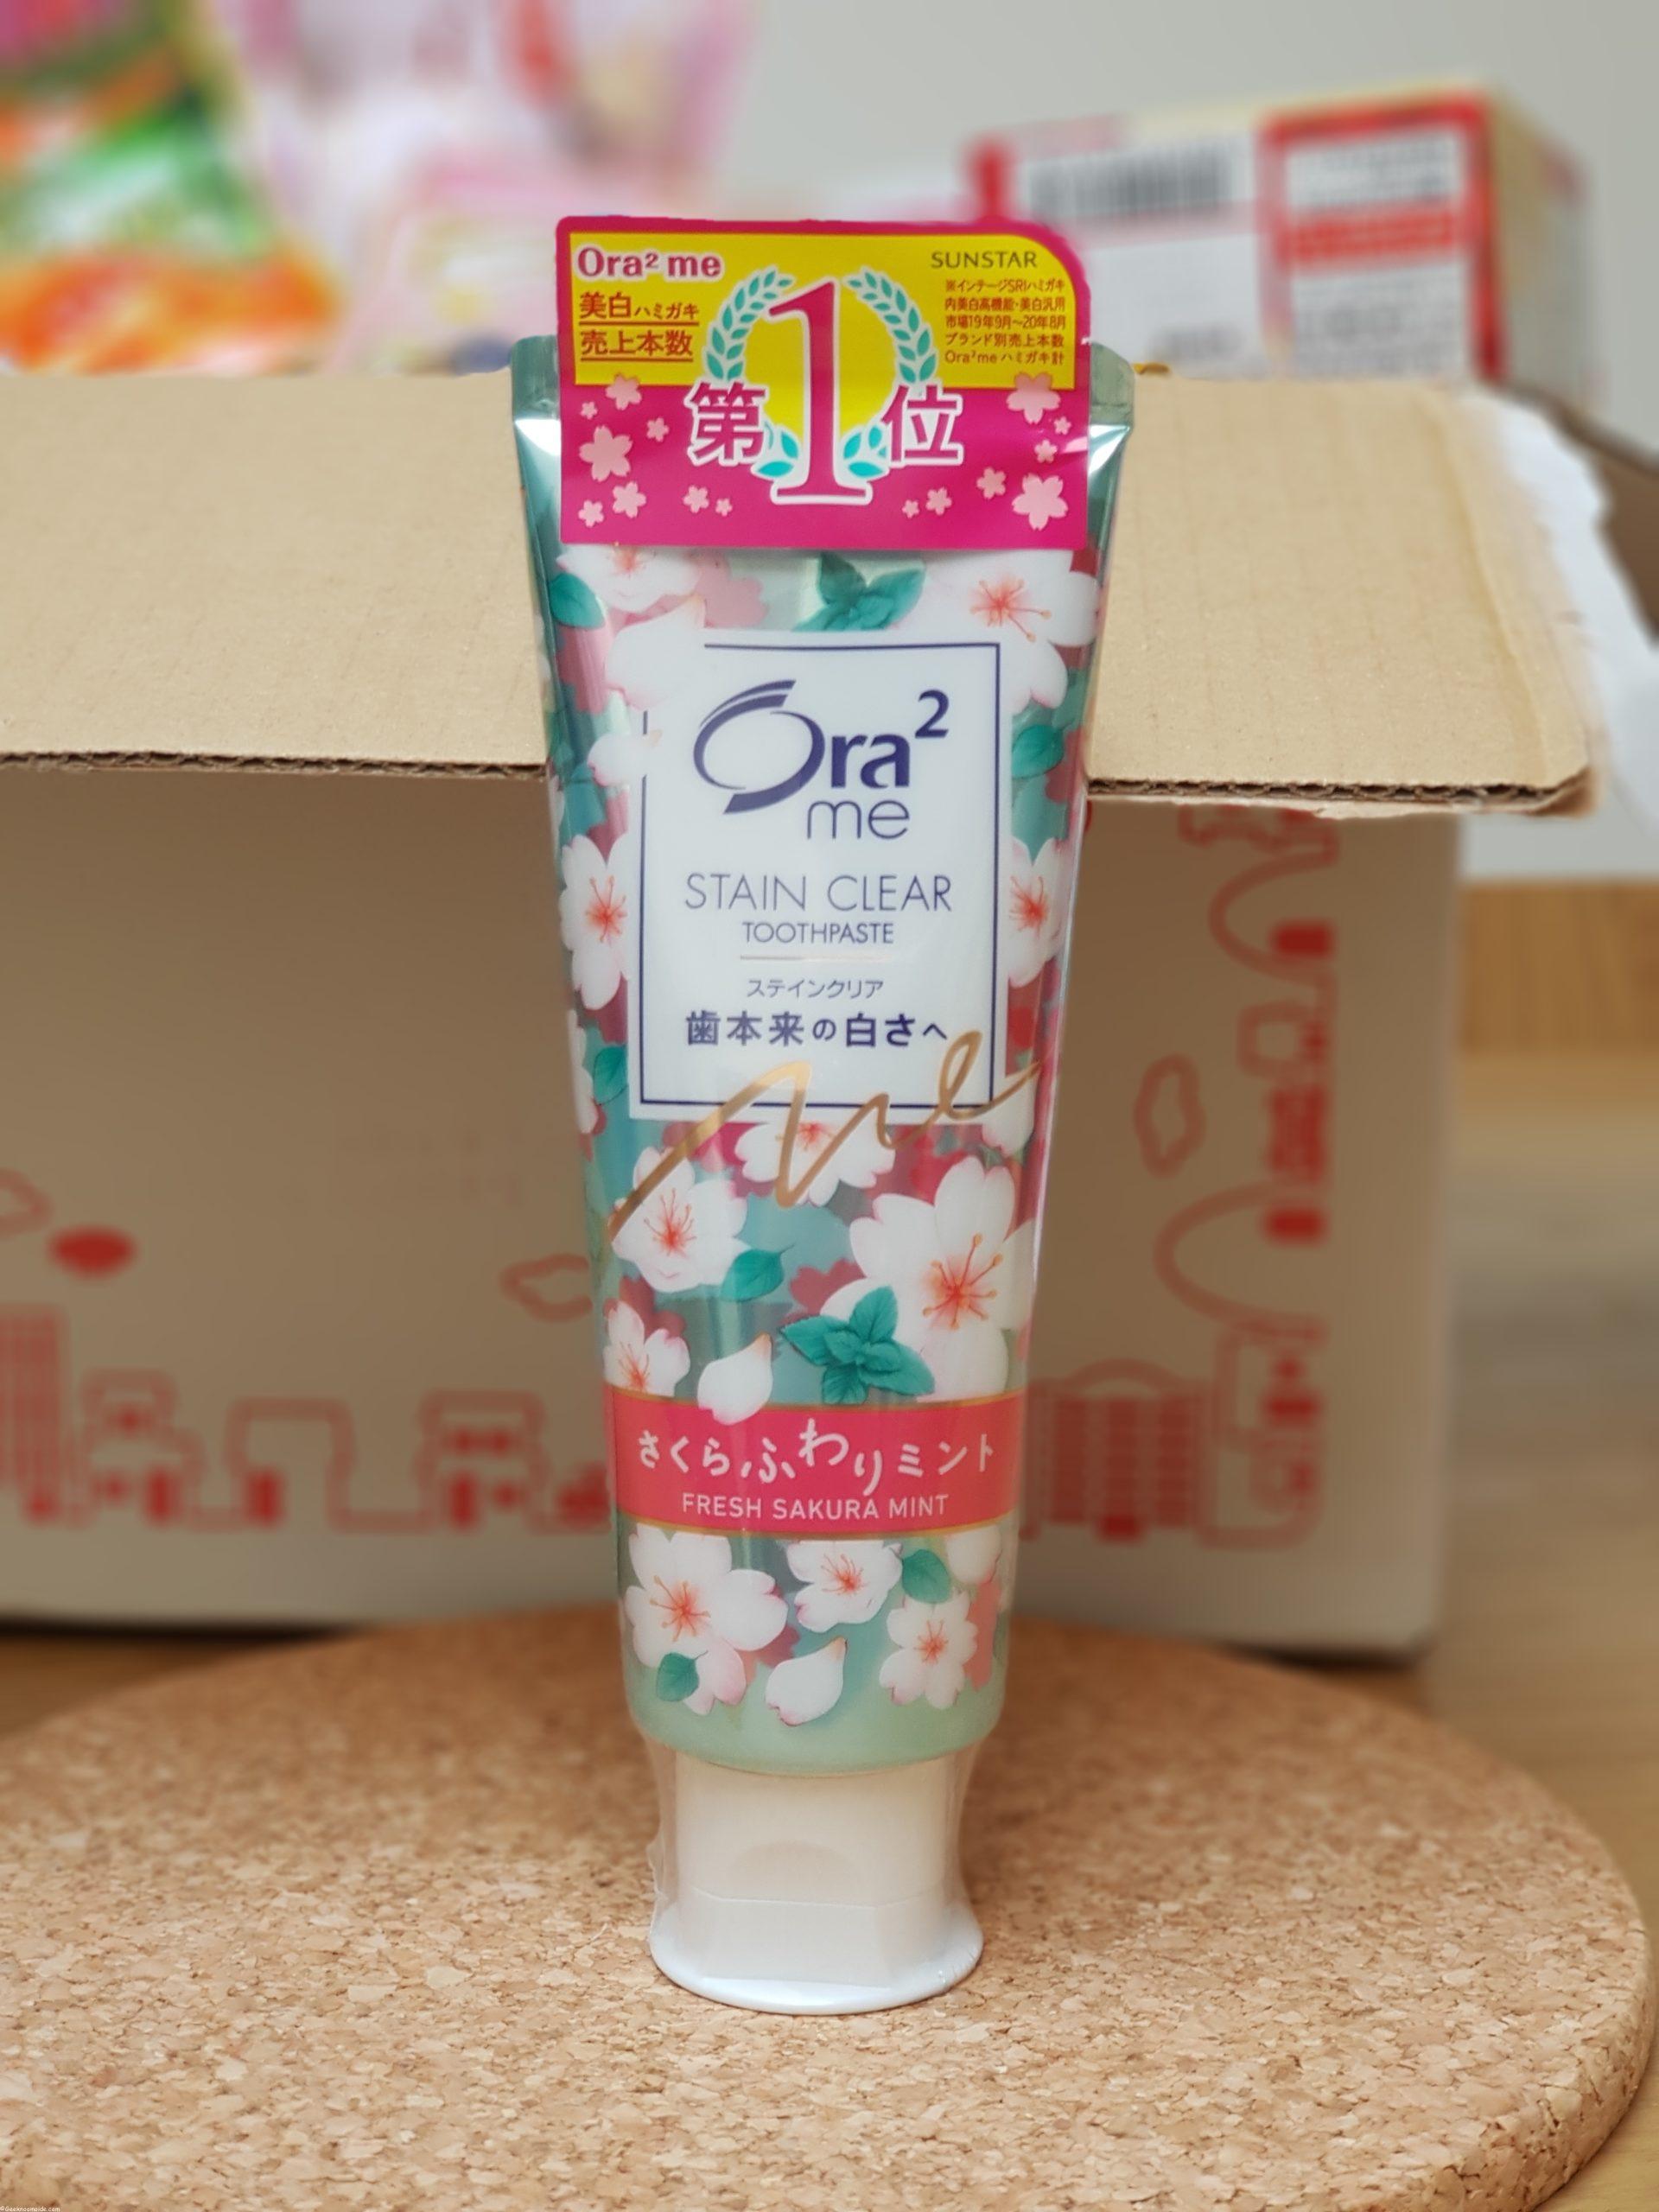 Ora² me
SUNSTAR
美白ハミガキ
売上本数
第1位
※インテージSRIハミガキ
内美白高機能・美白汎用
市場19年9月~20年8月
ブランド別売上本数
Ora²me ハミガキ計
Ora²
me
STAIN CLEAR
TOOTHPASTE
ステインクリア
歯本来の白さへ
me
さくらふわりミント
FRESH SAKURA MINT